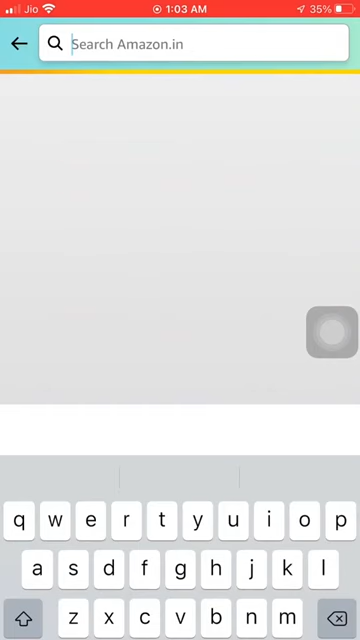 Jio 1:03 AM 35%
Search Amazon.in
q w e r t y u i o p
a s d f g h j k l
z x c v b n m